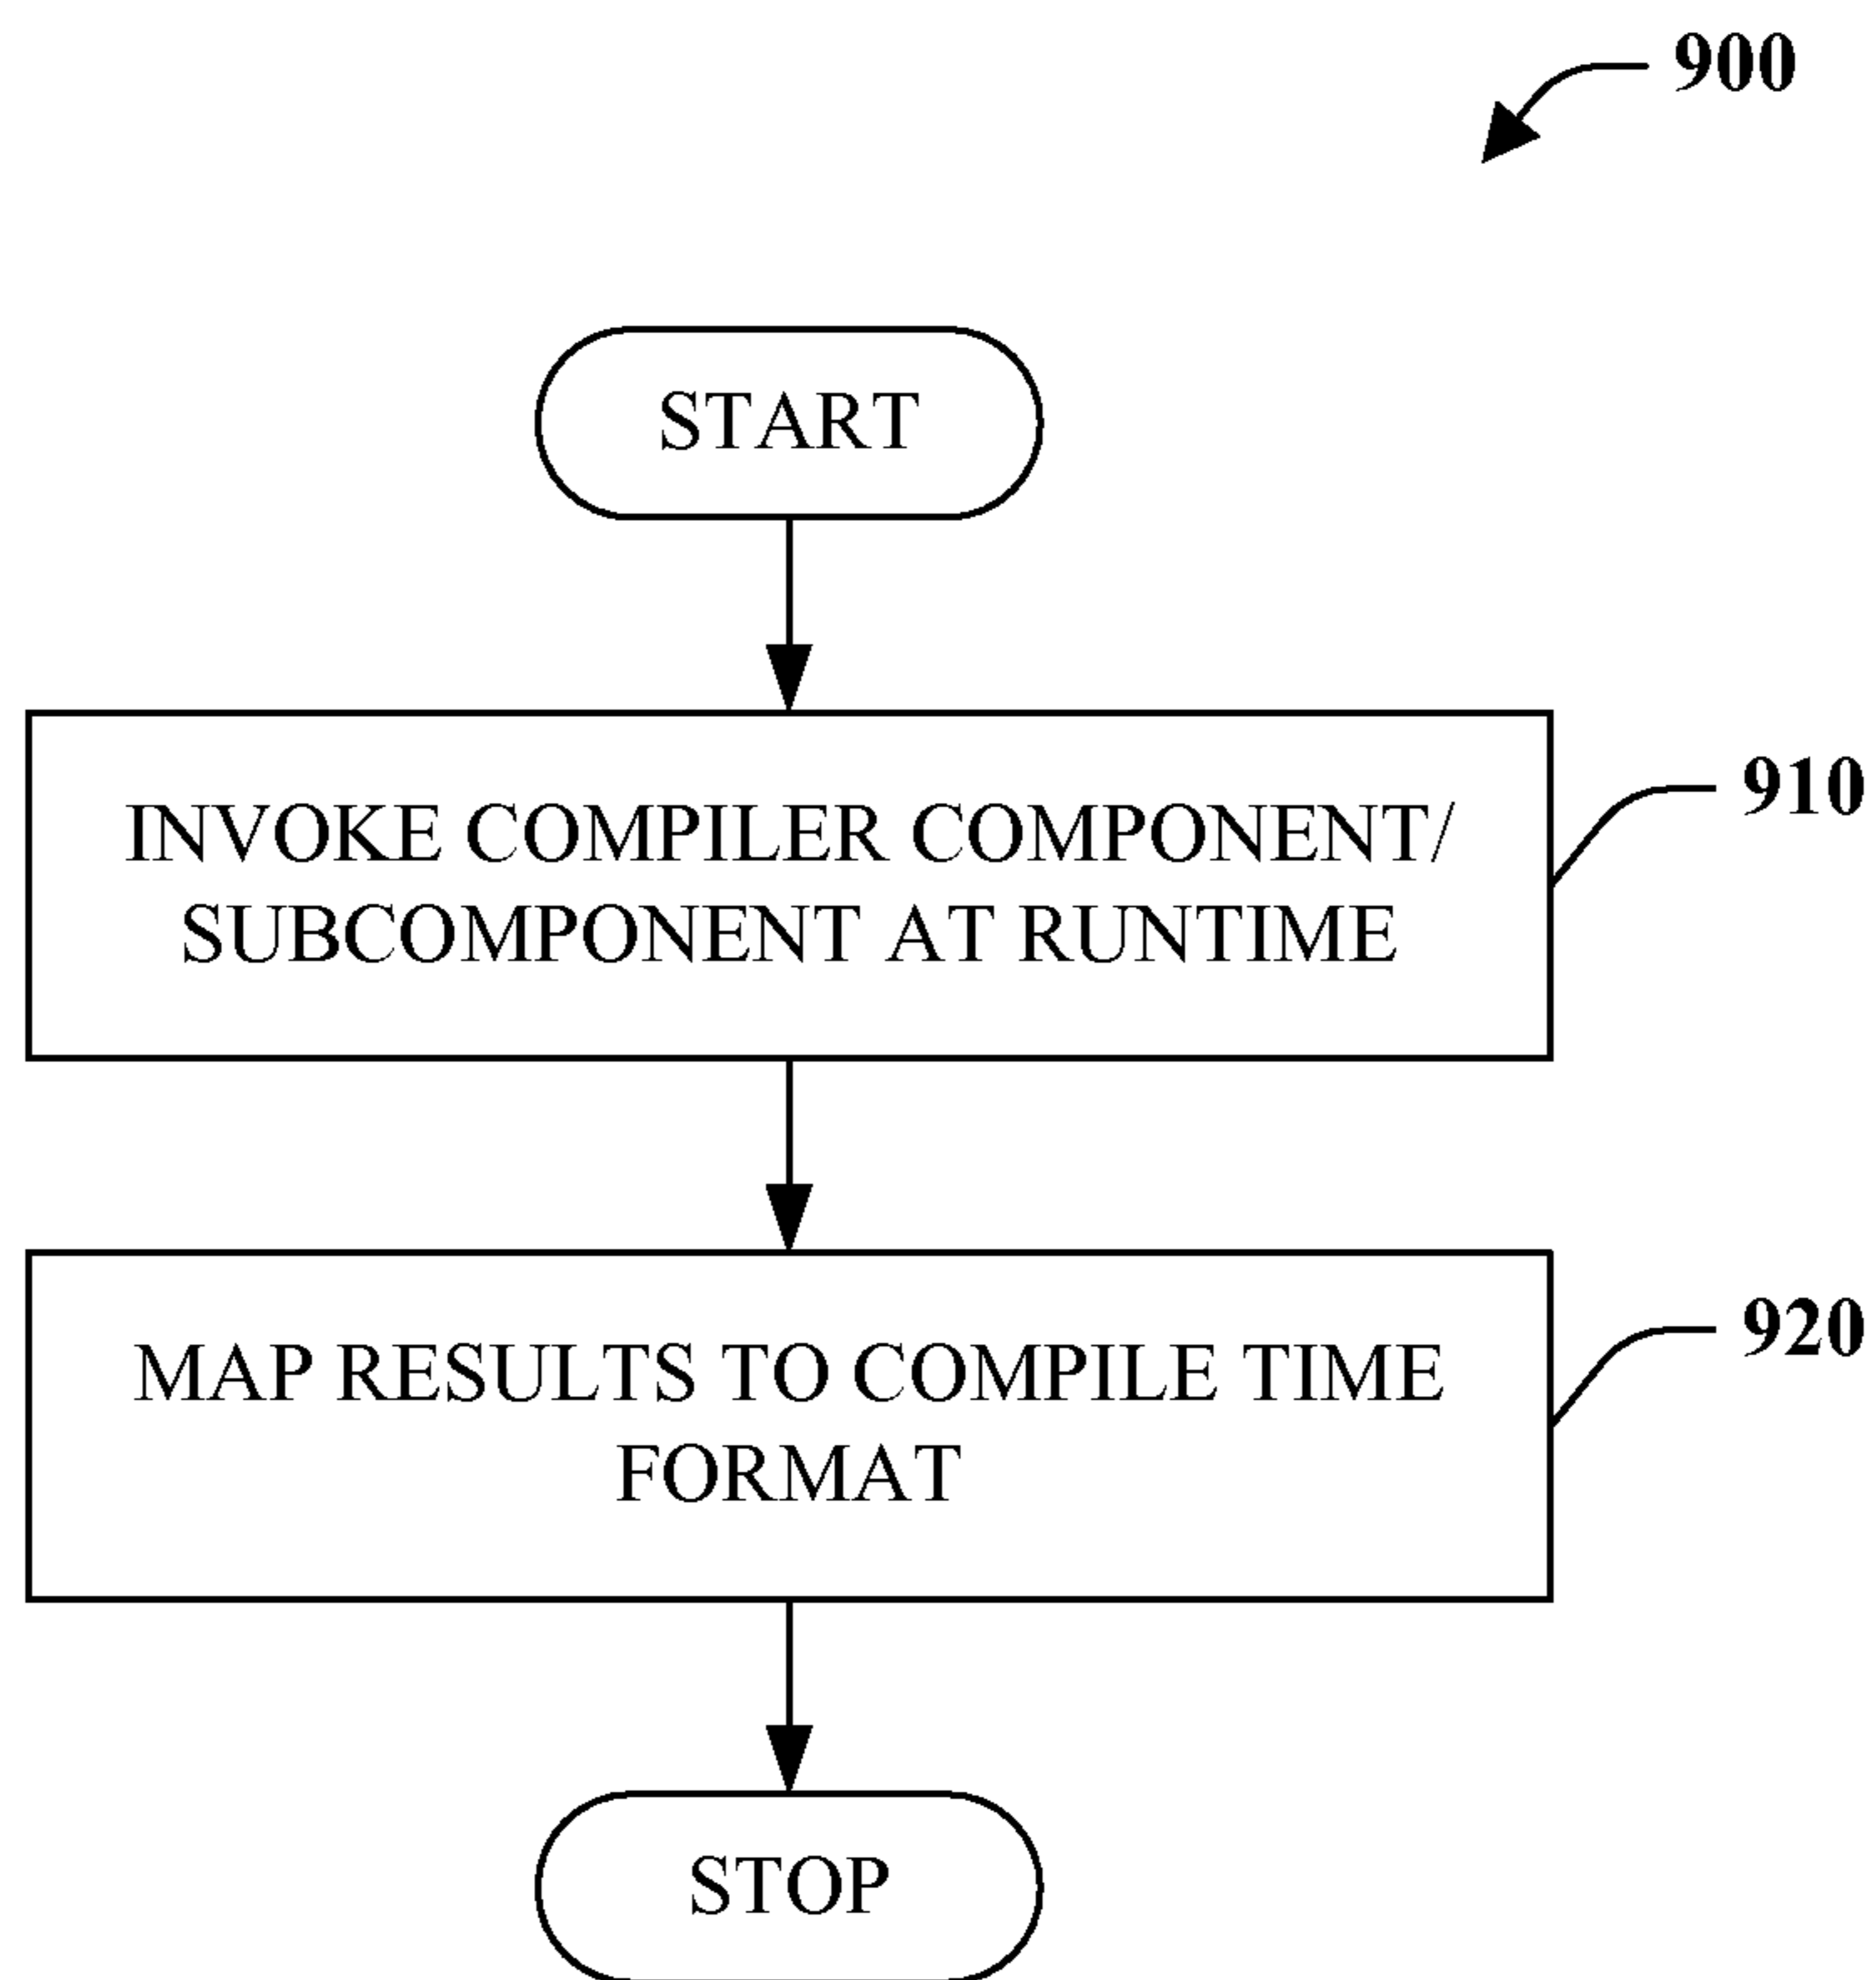 900
START
INVOKE COMPILER COMPONENT/
SUBCOMPONENT AT RUNTIME
910
MAP RESULTS TO COMPILE TIME
FORMAT
920
STOP